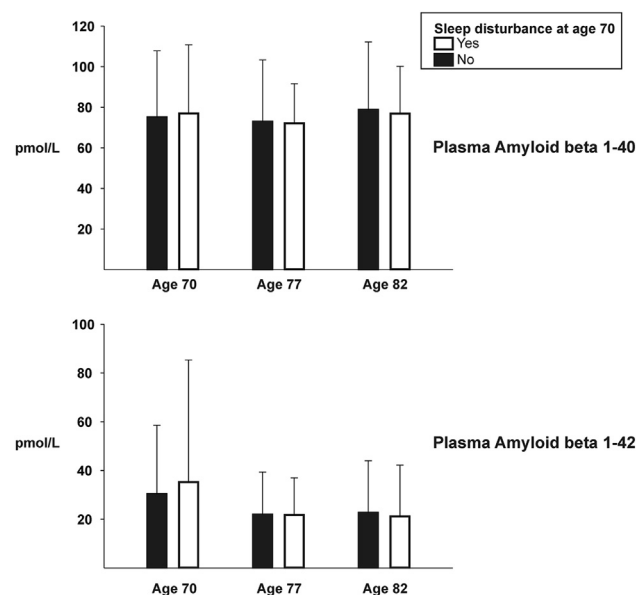 Sleep disturbance at age 70
Yes
No
120
100
80
60
40
20
pmol/L
Plasma Amyloid beta 1-40
Age 70 Age 77 Age 82
100
80
60
40
20
pmol/L
Plasma Amyloid beta 1-42
Age 70 Age 77 Age 82